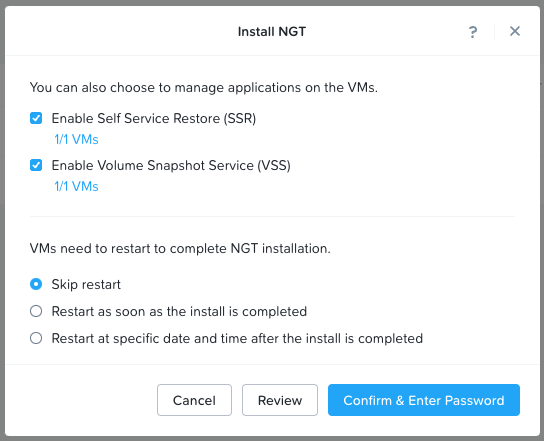 Install NGT
?
You can also choose to manage applications on the VMs.
Enable Self Service Restore (SSR)
1/1 VMs
Enable Volume Snapshot Service (VSS)
1/1 VMs
VMs need to restart to complete NGT installation.
Skip restart
Restart as soon as the install is completed
Restart at specific date and time after the install is completed
Cancel
Review
Confirm & Enter Password